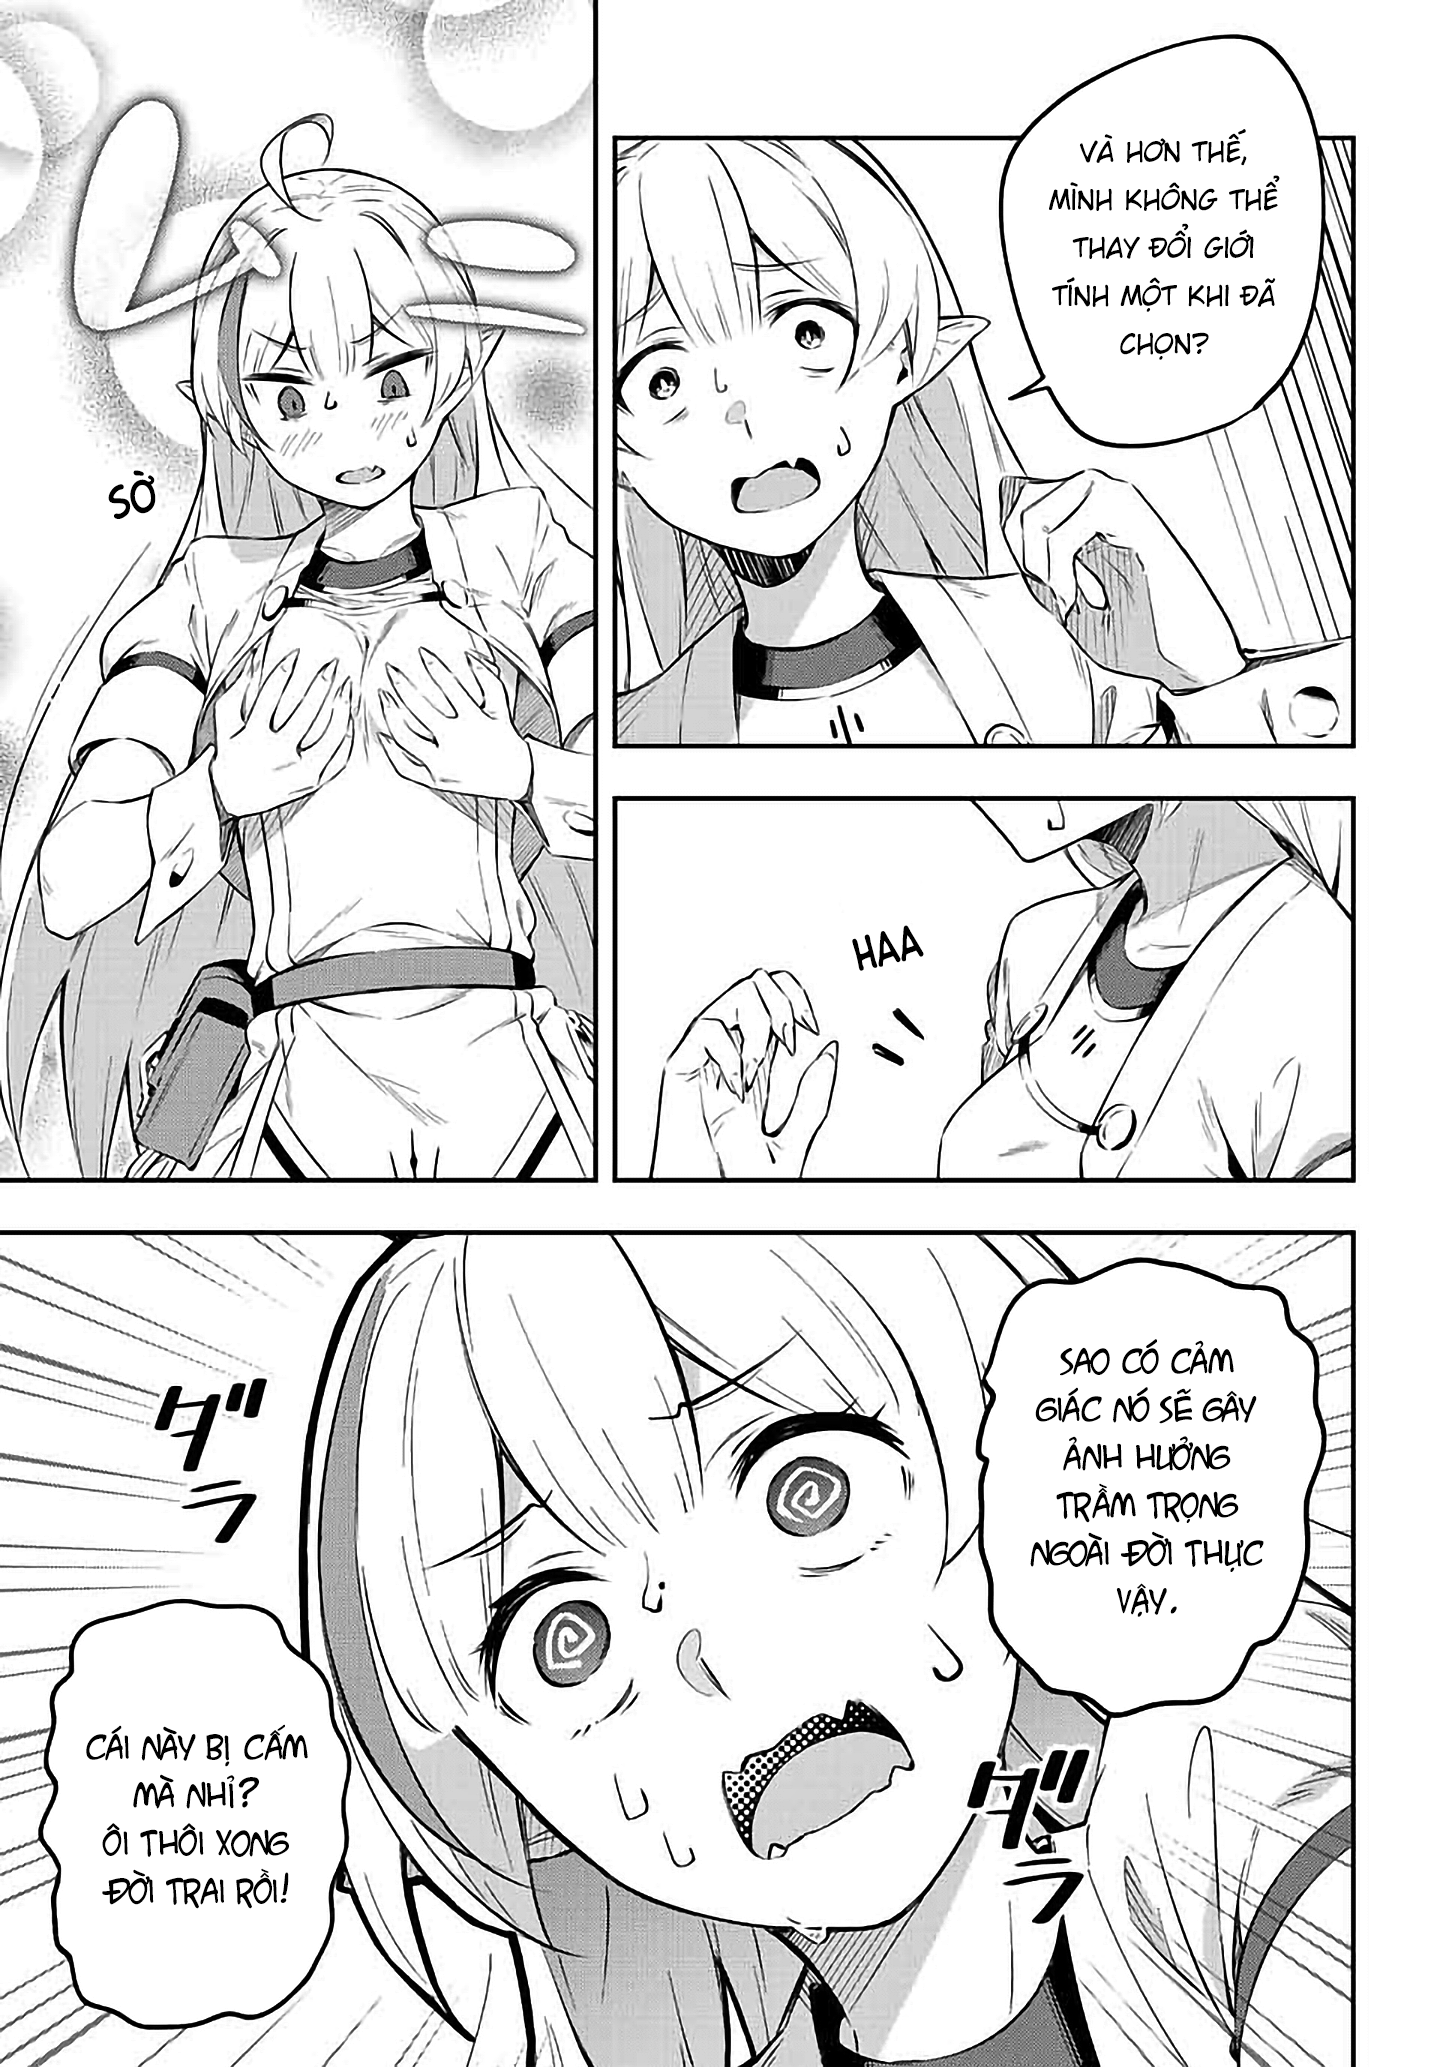 VÀ HƠN THẾ,
MÌNH KHÔNG THỂ
THAY ĐỔI GIỚI
TÍNH MỘT KHI ĐÃ
CHỌN?
HAA
SỜ
SAO CÓ CẢM
GIÁC NÓ SẼ GÂY
ẢNH HƯỞNG
TRẦM TRỌNG
NGOÀI ĐỜI THỰC
VẬY.
ダラ
ダラ
CÁI NÀY BỊ CẤM
MÀ NHỈ?
ÔI THÔI XONG
ĐỜI TRAI RỒI!